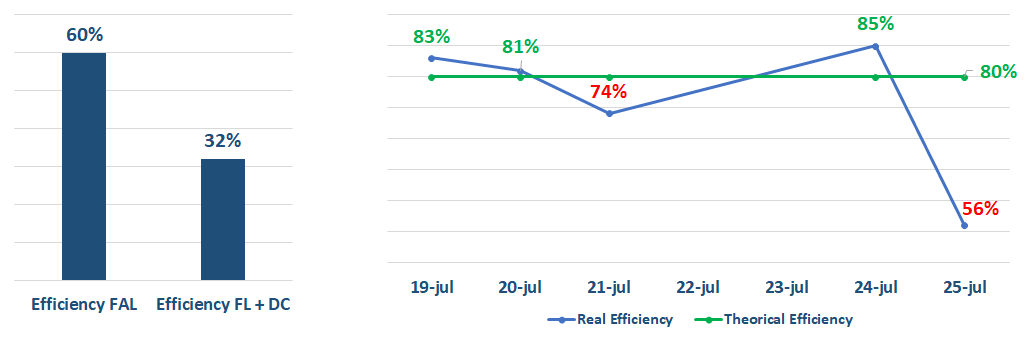 60%
32%
Efficiency FAL
Efficiency FL + DC
83%
81%
74%
85%
80%
56%
19-jul
20-jul
21-jul
22-jul
23-jul
24-jul
25-jul
Real Efficiency
Theorical Efficiency